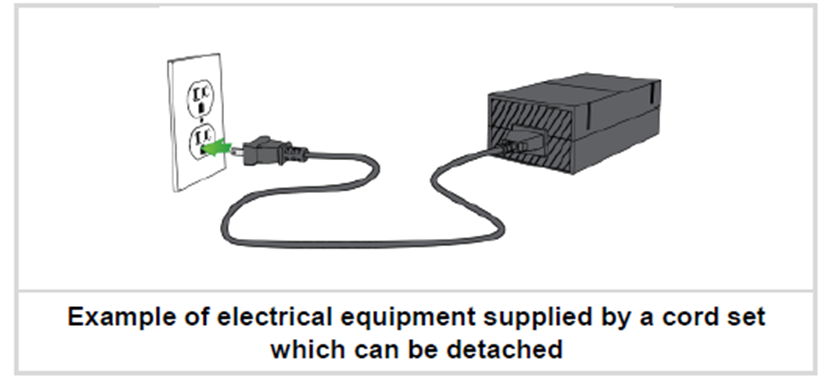 Example of electrical equipment supplied by a cord set
which can be detached